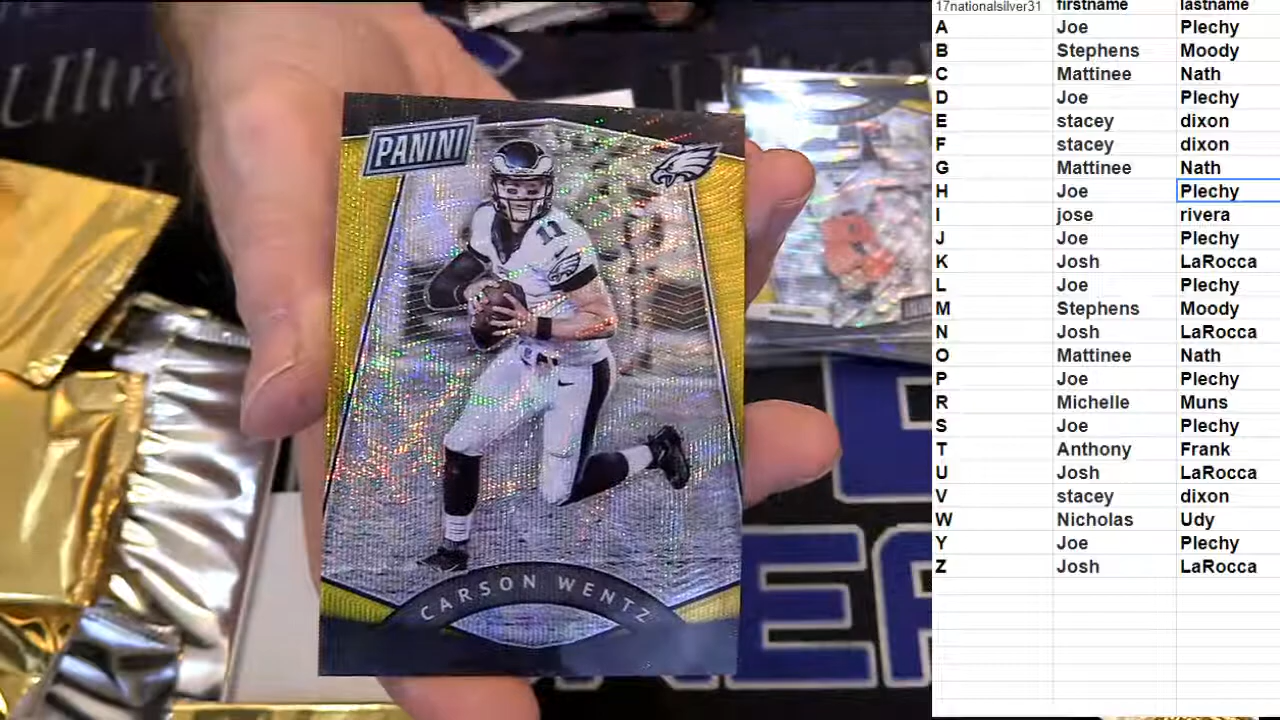 Ultra
PANINI
11
CARSON WENTZ
17nationalsilver31 firstname lastname
A Joe Plechy
B Stephens Moody
C Mattinee Nath
D Joe Plechy
E stacey dixon
F stacey dixon
G Mattinee Nath
H Joe Plechy
I jose rivera
J Joe Plechy
K Josh LaRocca
L Joe Plechy
M Stephens Moody
N Josh LaRocca
O Mattinee Nath
P Joe Plechy
R Michelle Muns
S Joe Plechy
T Anthony Frank
U Josh LaRocca
V stacey dixon
W Nicholas Udy
Y Joe Plechy
Z Josh LaRocca